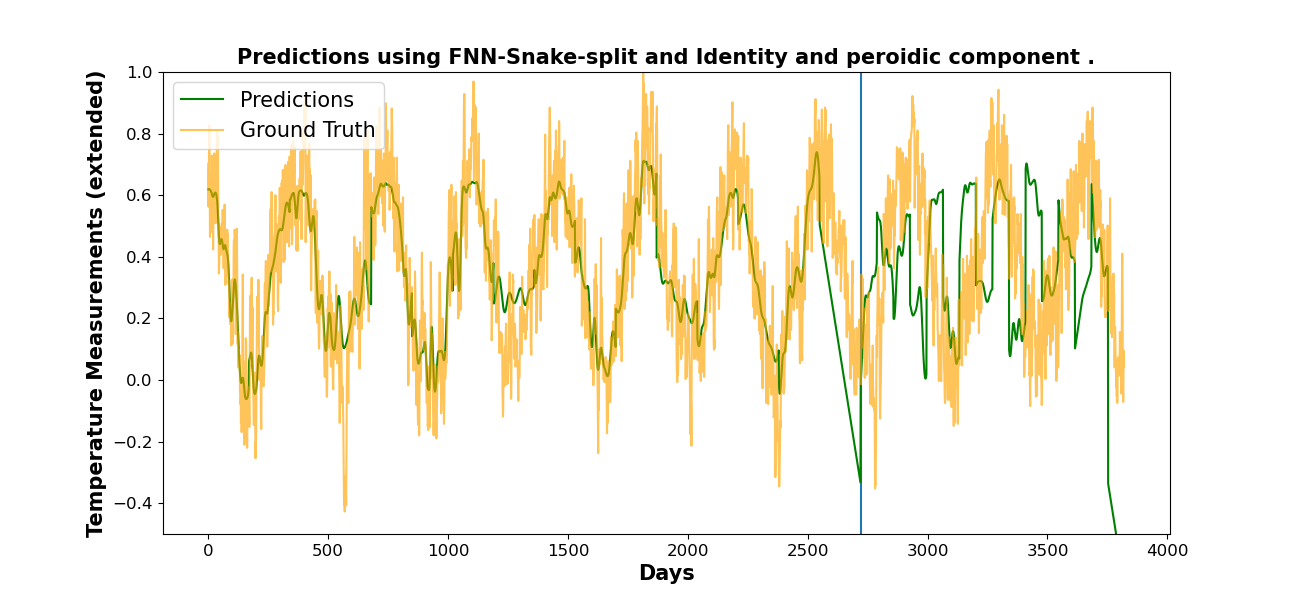 Predictions using FNN-Snake-split and Identity and peroidic component .
Predictions
Ground Truth
Temperature Measurements (extended)
1.0
0.8
0.6
0.4
0.2
0.0
−0.2
−0.4
0 500 1000 1500 2000 2500 3000 3500 4000
Days